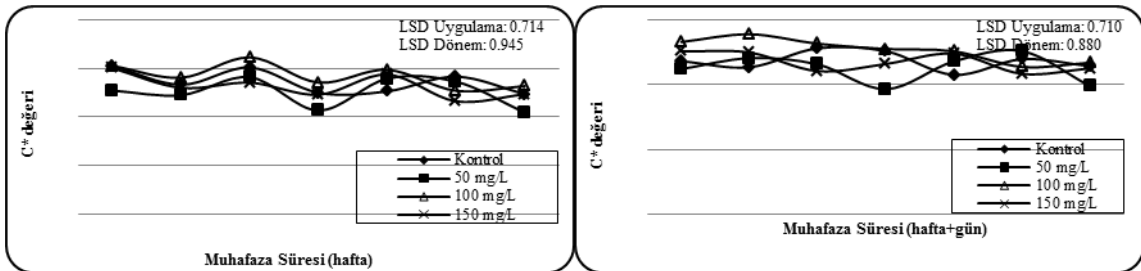 LSD Uygulama: 0.714
LSD Dönem: 0.945
C* değeri
Kontrol
50 mg/L
100 mg/L
150 mg/L
Muhafaza Süresi (hafta)
LSD Uygulama: 0.710
LSD Dönem: 0.880
C* değeri
Kontrol
50 mg/L
100 mg/L
150 mg/L
Muhafaza Süresi (hafta+gün)